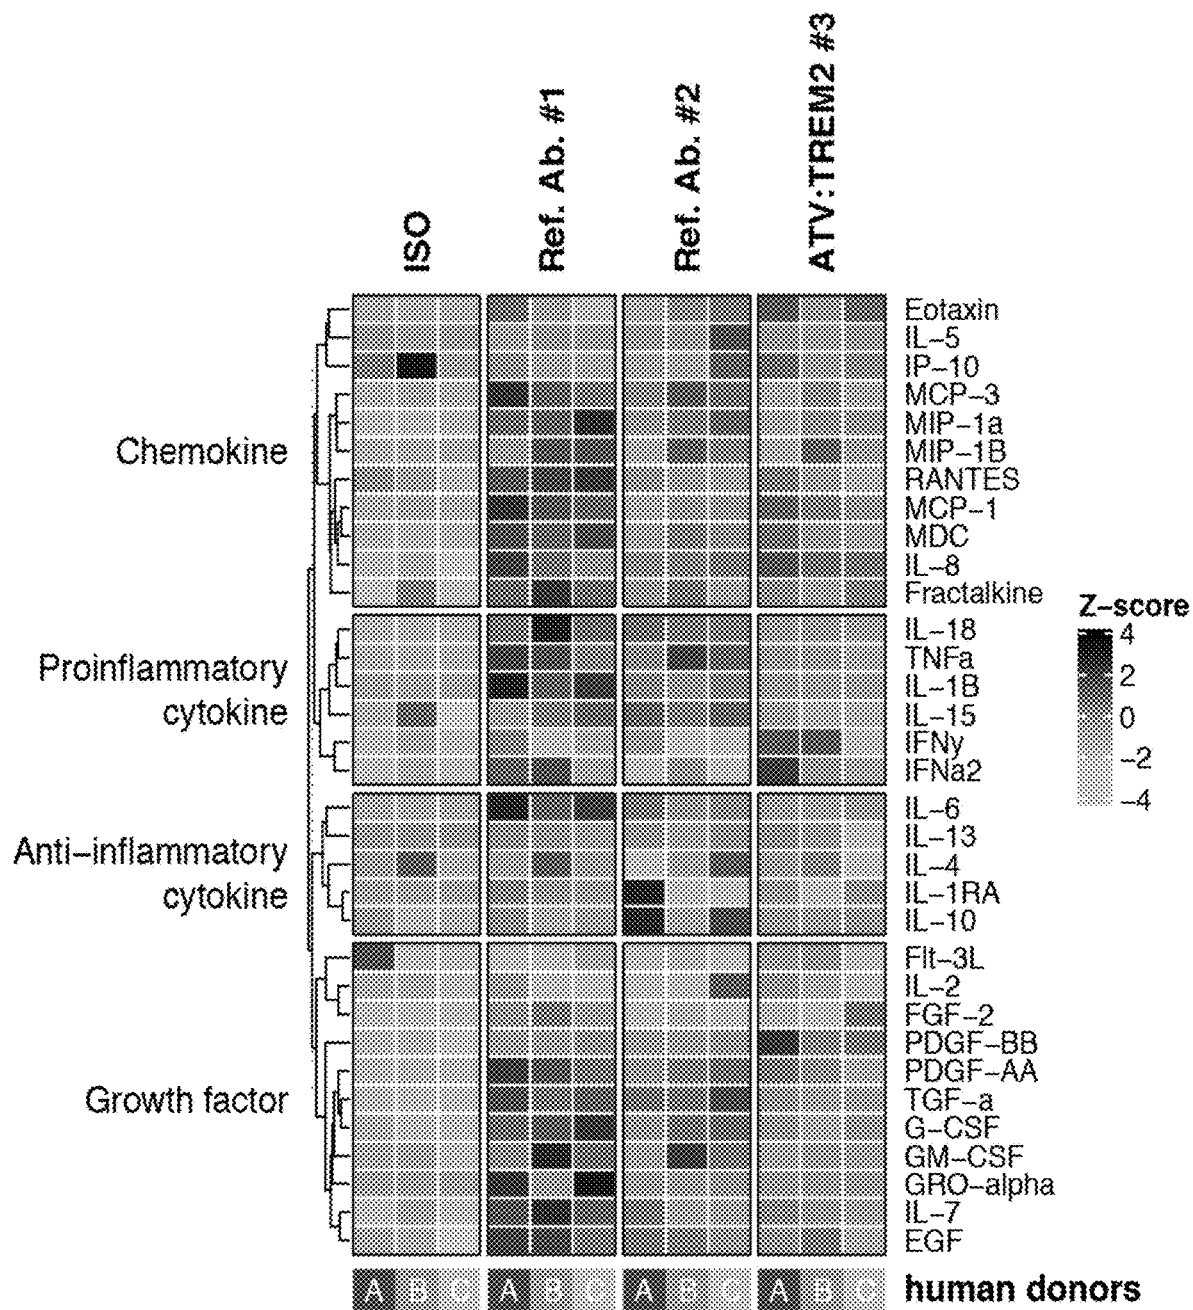 ISO
Ref. Ab. #1
Ref. Ab. #2
ATV:TREM2 #3
Chemokine
Eotaxin
IL-5
IP-10
MCP-3
MIP-1a
MIP-1B
RANTES
MCP-1
MDC
IL-8
Fractalkine
Proinflammatory
cytokine
IL-18
TNFa
IL-1B
IL-15
IFNy
IFNa2
Anti-inflammatory
cytokine
IL-6
IL-13
IL-4
IL-1RA
IL-10
Growth factor
Flt-3L
IL-2
FGF-2
PDGF-BB
PDGF-AA
TGF-a
G-CSF
GM-CSF
GRO-alpha
IL-7
EGF
Z-score
4
2
0
-2
-4
A B C A B C A B C A B C human donors